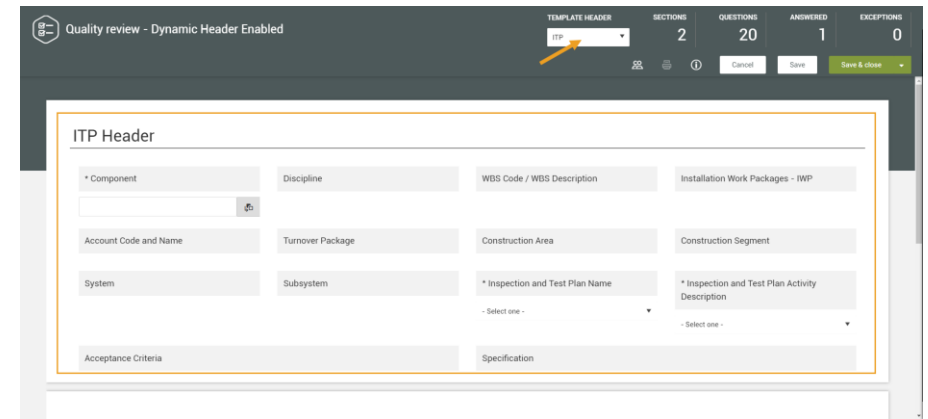 Quality review - Dynamic Header Enabled
TEMPLATE HEADER SECTIONS QUESTIONS ANSWERED EXCEPTIONS
ITP 2 20 1 0
Cancel Save Save & close
ITP Header
* Component Discipline WBS Code / WBS Description Installation Work Packages - IWP
Account Code and Name Turnover Package Construction Area Construction Segment
System Subsystem * Inspection and Test Plan Name * Inspection and Test Plan Activity
Description
- Select one -
- Select one -
Acceptance Criteria Specification